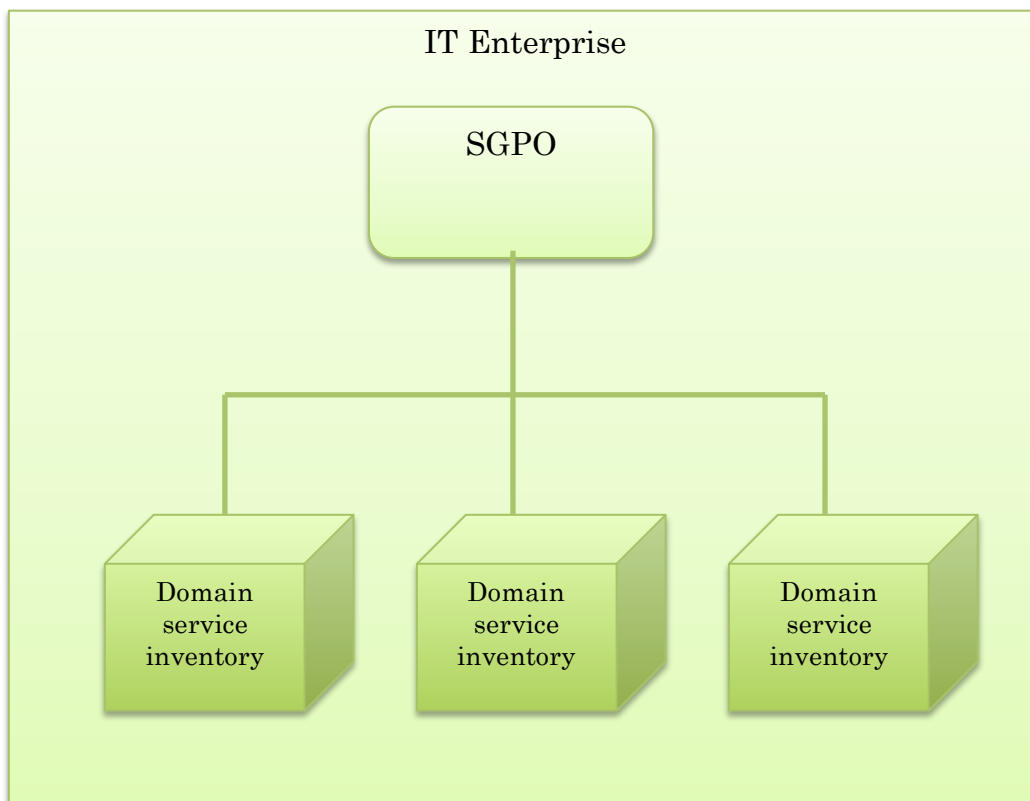 IT Enterprise
SGPO
Domain
service
inventory
Domain
service
inventory
Domain
service
inventory